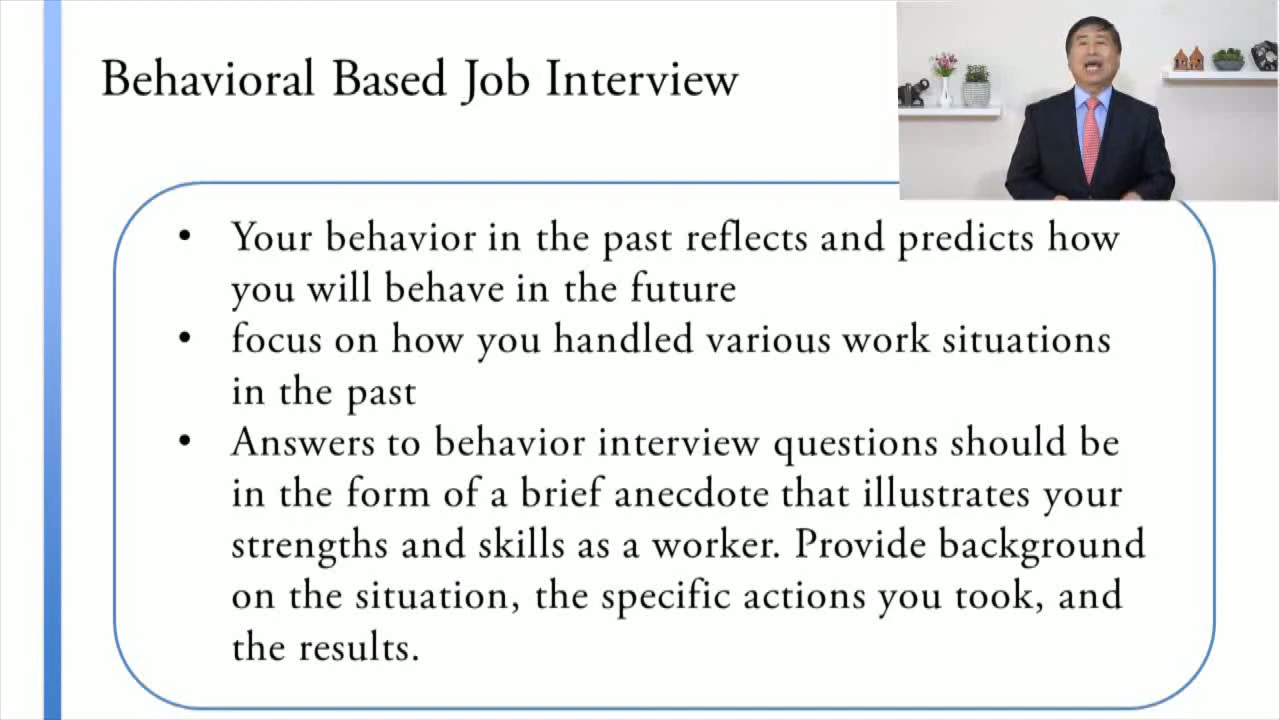 Behavioral Based Job Interview
• Your behavior in the past reflects and predicts how
you will behave in the future
• focus on how you handled various work situations
in the past
• Answers to behavior interview questions should be
in the form of a brief anecdote that illustrates your
strengths and skills as a worker. Provide background
on the situation, the specific actions you took, and
the results.